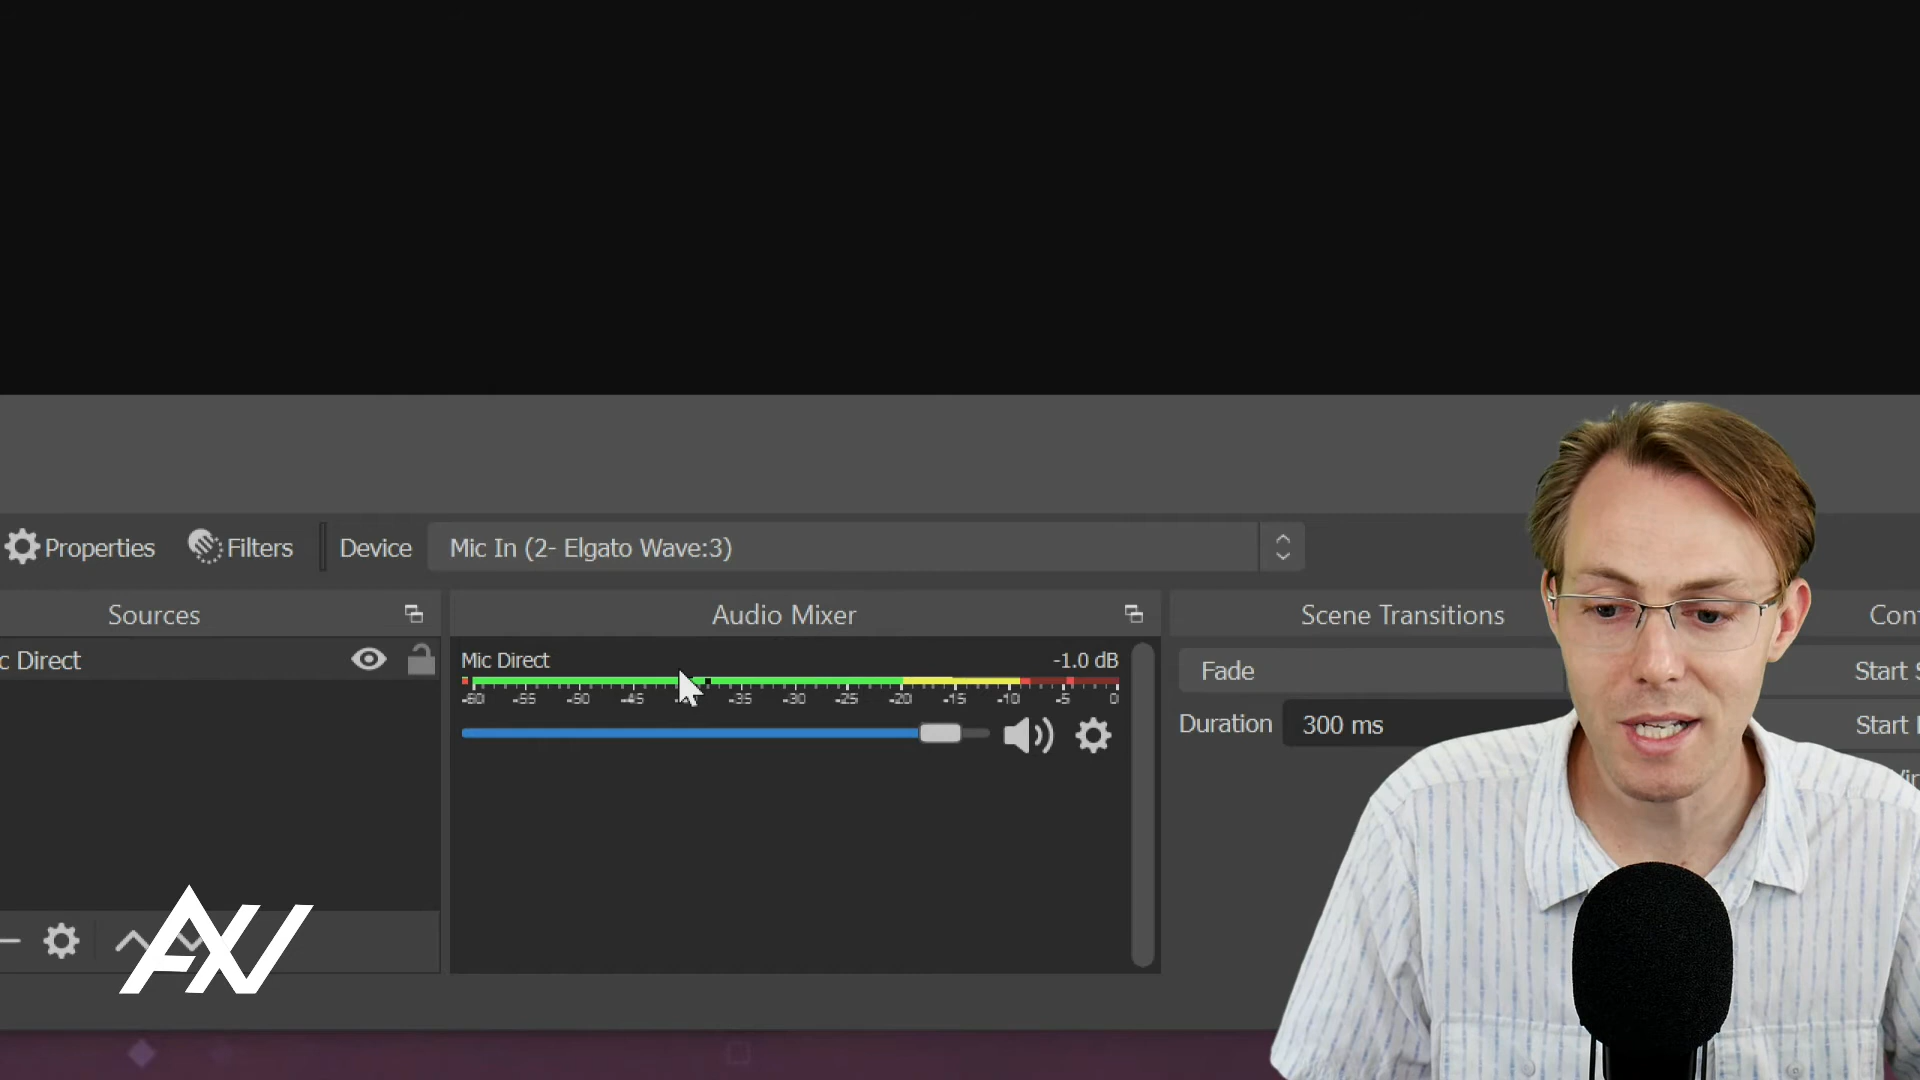 Properties
Filters
Device
Mic In (2- Elgato Wave:3)
Sources
Audio Mixer
Scene Transitions
Con
c Direct
Mic Direct
-1.0 dB
-60 -55 -50 -45 -35 -30 -25 -20 -15 -10 -5 0
Fade
Start S
Duration
300 ms
Start